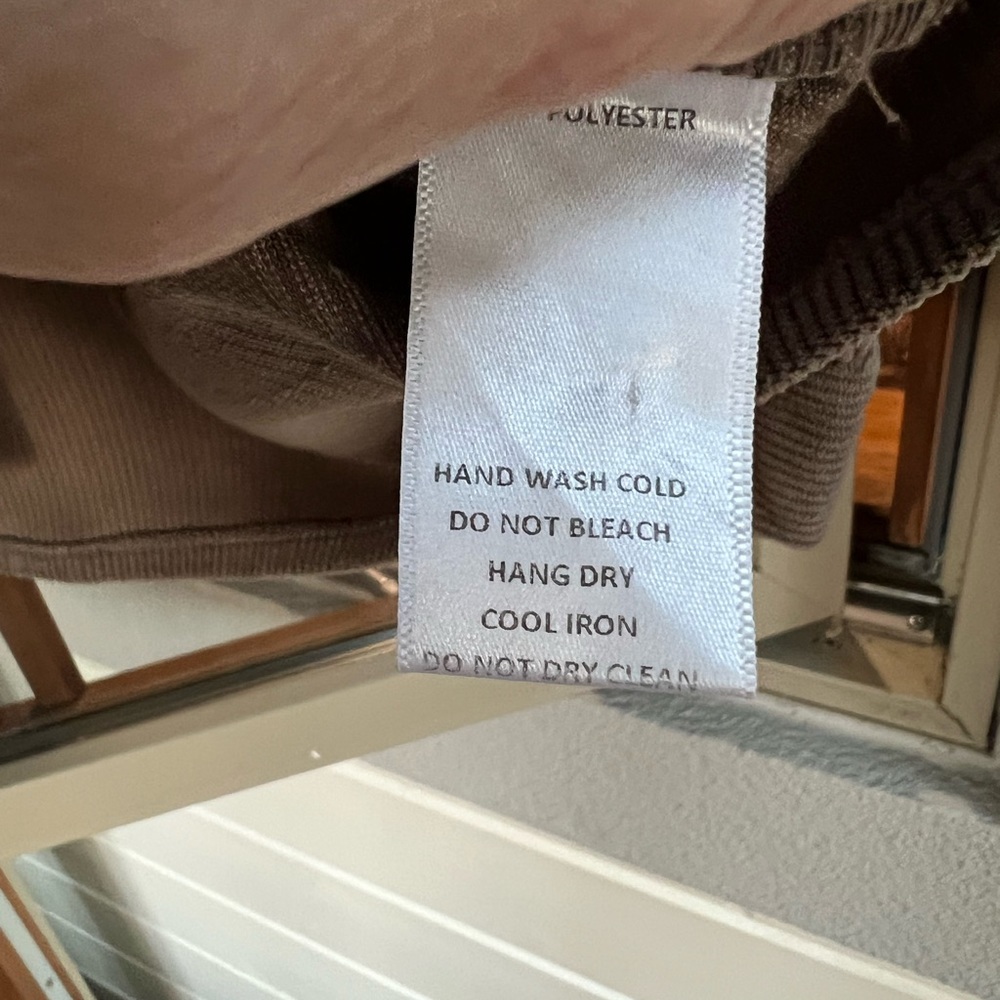 POLYESTER
HAND WASH COLD
DO NOT BLEACH
HANG DRY
COOL IRON
DO NOT DRY CLEAN